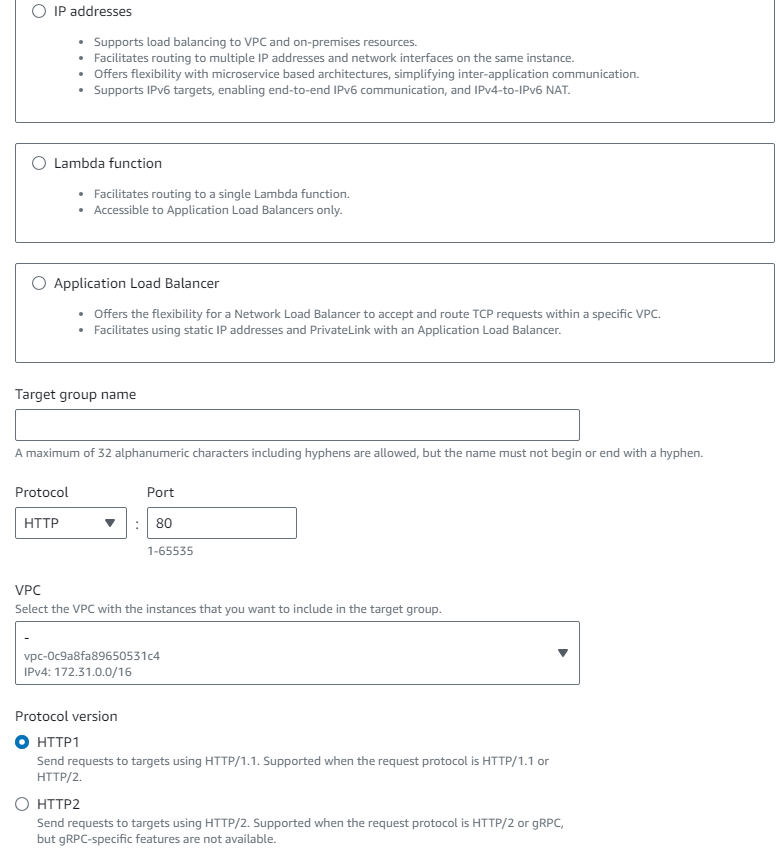 IP addresses
Supports load balancing to VPC and on-premises resources.
Facilitates routing to multiple IP addresses and network interfaces on the same instance.
Offers flexibility with microservice based architectures, simplifying inter-application communication.
Supports IPv6 targets, enabling end-to-end IPv6 communication, and IPv4-to-IPv6 NAT.
Lambda function
Facilitates routing to a single Lambda function.
Accessible to Application Load Balancers only.
Application Load Balancer
Offers the flexibility for a Network Load Balancer to accept and route TCP requests within a specific VPC.
Facilitates using static IP addresses and PrivateLink with an Application Load Balancer.
Target group name
A maximum of 32 alphanumeric characters including hyphens are allowed, but the name must not begin or end with a hyphen.
Protocol Port
HTTP : 80
1-65535
VPC
Select the VPC with the instances that you want to include in the target group.
-
vpc-0c9a8fa89650531c4
IPv4: 172.31.0.0/16
Protocol version
HTTP1
Send requests to targets using HTTP/1.1. Supported when the request protocol is HTTP/1.1 or
HTTP/2.
HTTP2
Send requests to targets using HTTP/2. Supported when the request protocol is HTTP/2 or gRPC,
but gRPC-specific features are not available.